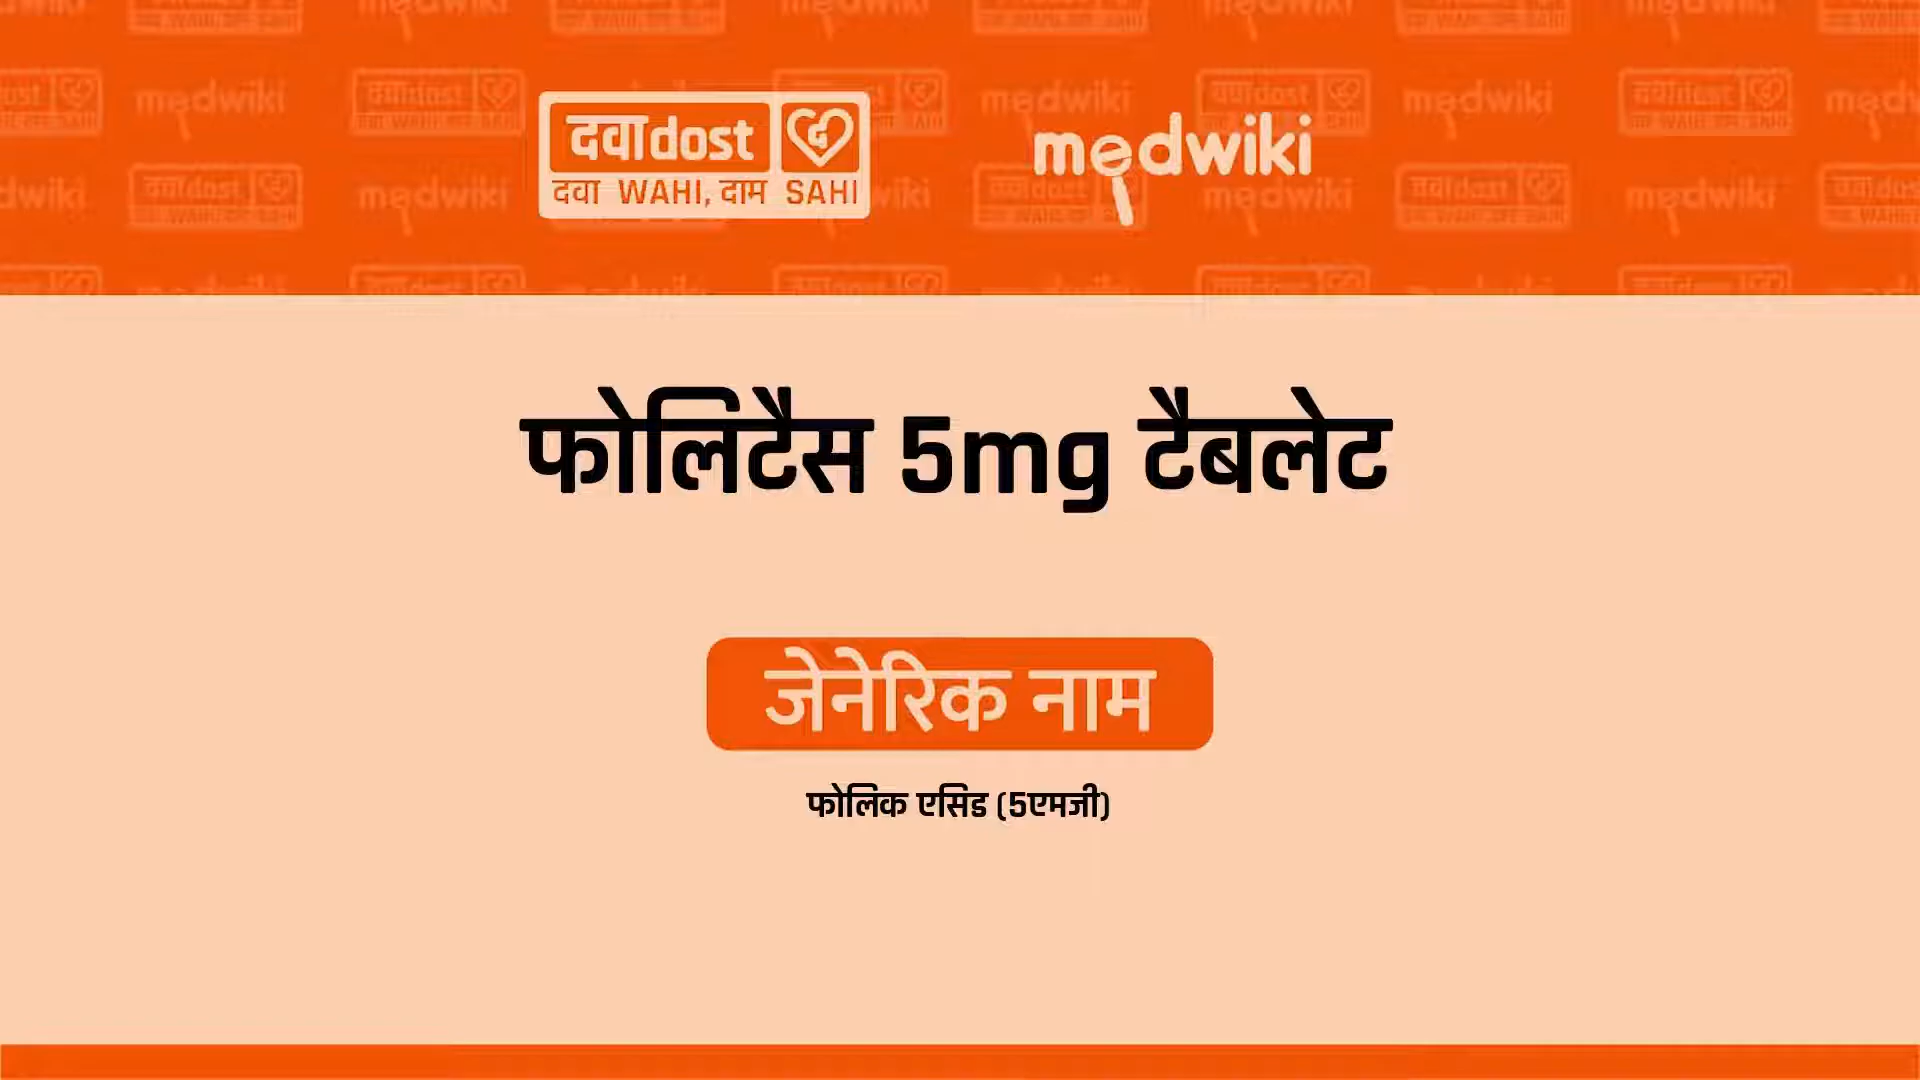 दवाdost
दवा WAHI, दाम SAHI
medwiki
फोलिटैस 5mg टैबलेट
जेनेरिक नाम
फोलिक एसिड (5एमजी)